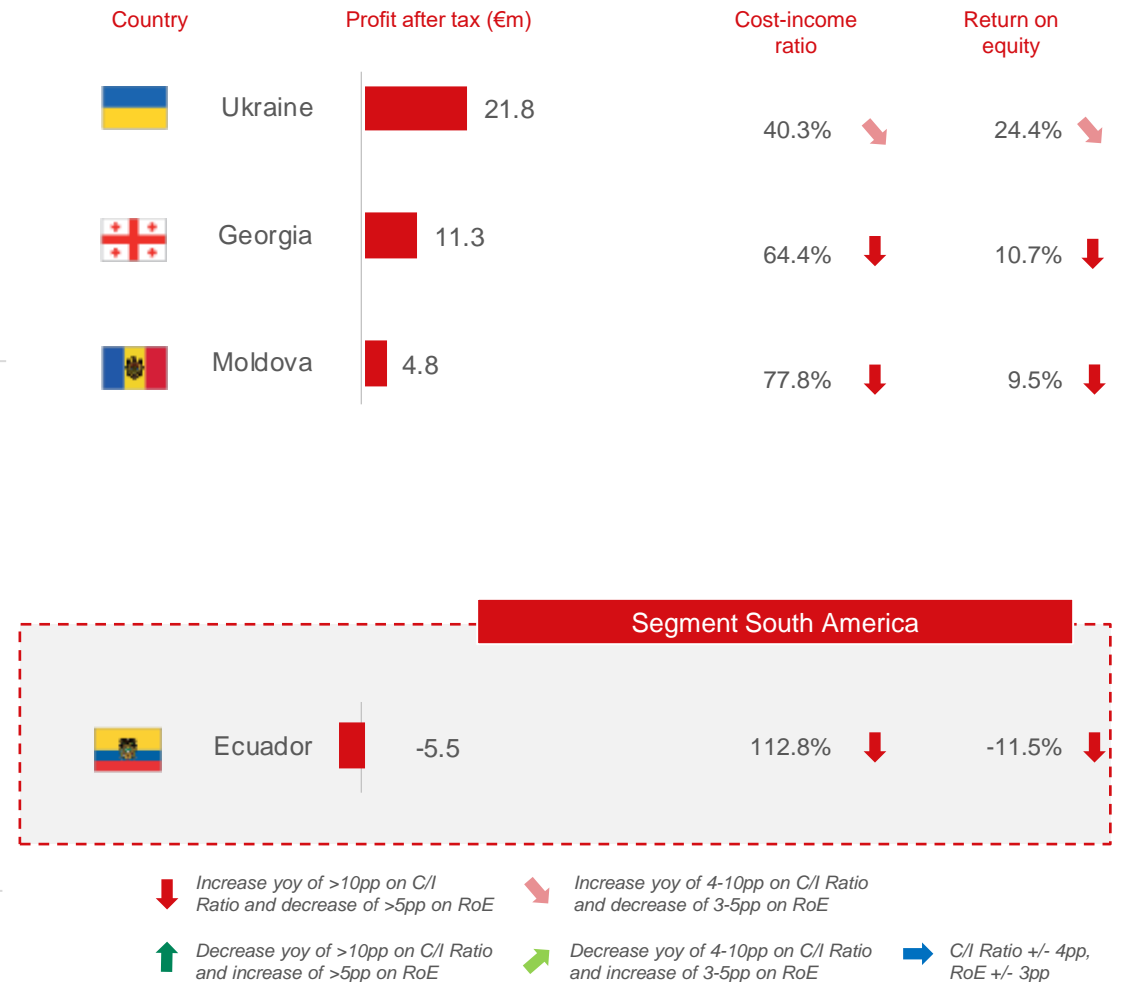 Country
Profit after tax (€m)
Cost-income
ratio
Return on
equity
Ukraine
21.8
40.3%
24.4%
Georgia
11.3
64.4%
10.7%
Moldova
4.8
77.8%
9.5%
Segment South America
Ecuador
-5.5
112.8%
-11.5%
Increase yoy of >10pp on C/I
Ratio and decrease of >5pp on RoE
Increase yoy of 4-10pp on C/I Ratio
and decrease of 3-5pp on RoE
Decrease yoy of >10pp on C/I Ratio
and increase of >5pp on RoE
Decrease yoy of 4-10pp on C/I Ratio
and increase of 3-5pp on RoE
C/I Ratio +/- 4pp,
RoE +/- 3pp